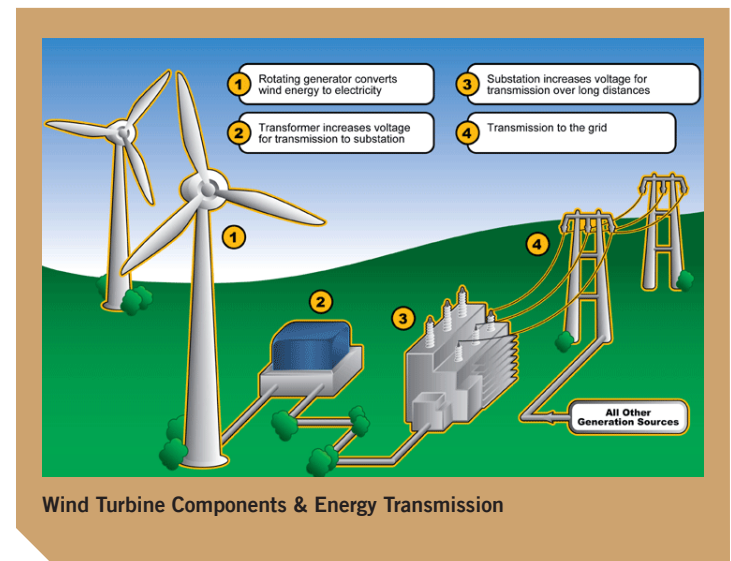 1
Rotating generator converts
wind energy to electricity
2
Transformer increases voltage
for transmission to substation
3
Substation increases voltage for
transmission over long distances
4
Transmission to the grid
1
2
3
4
All Other
Generation Sources
Wind Turbine Components & Energy Transmission